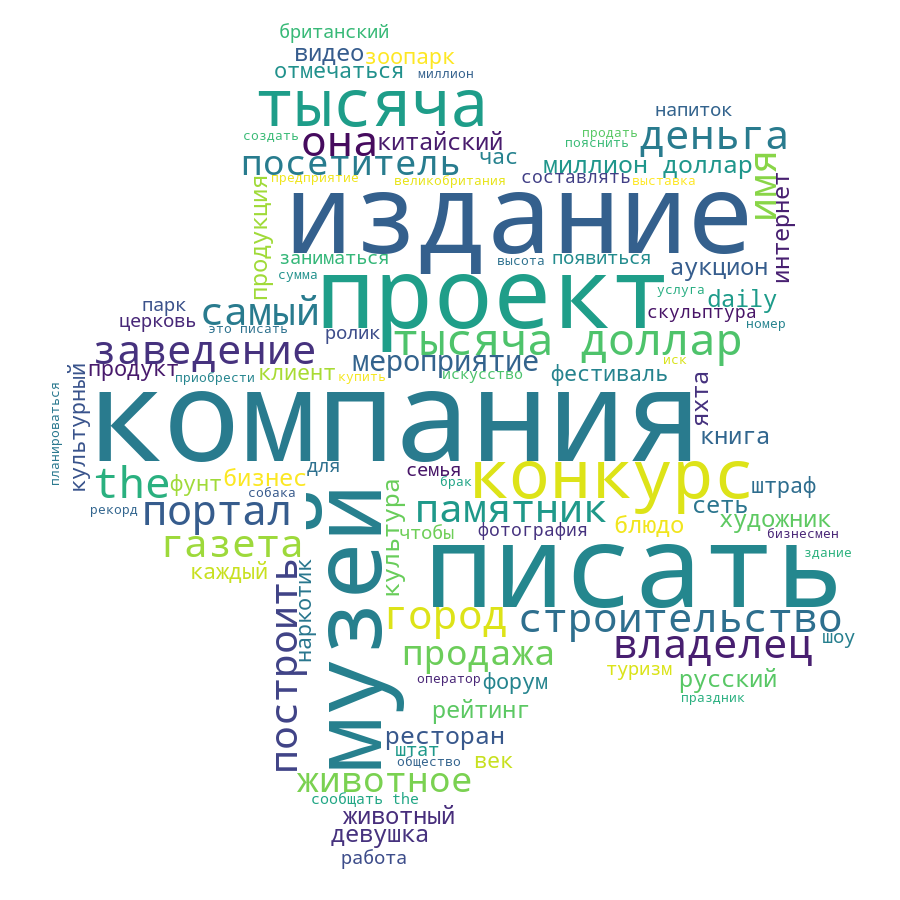 британский
видео зоопарк
отмечаться миллион
тысяча напиток
создать она китайский продать деньга
пояснить
посетитель час миллион доллар имя
предприятие великобритания составлять выставка
продукция издание интернет
заниматься высота появиться аукцион
сумма
проект услуга daily
парк самый скульптура
церковь это писать ролик номер
заведение тысяча доллар
продукт мероприятие иск
приобрести клиент купить искусство фестиваль
планироваться культурный компания яхта
книга
the фунт бизнес для семья конкурс штраф
рекорд собака брак
портал музей культура памятник сеть художник
газета чтобы фотография блюдо бизнесмен
каждый наркотик писать здание
построить город строительство
продажа владелец шоу
оператор форум туризм русский
рейтинг праздник
ресторан
штат
общество век
животное
сообщать the
животный
девушка
работа